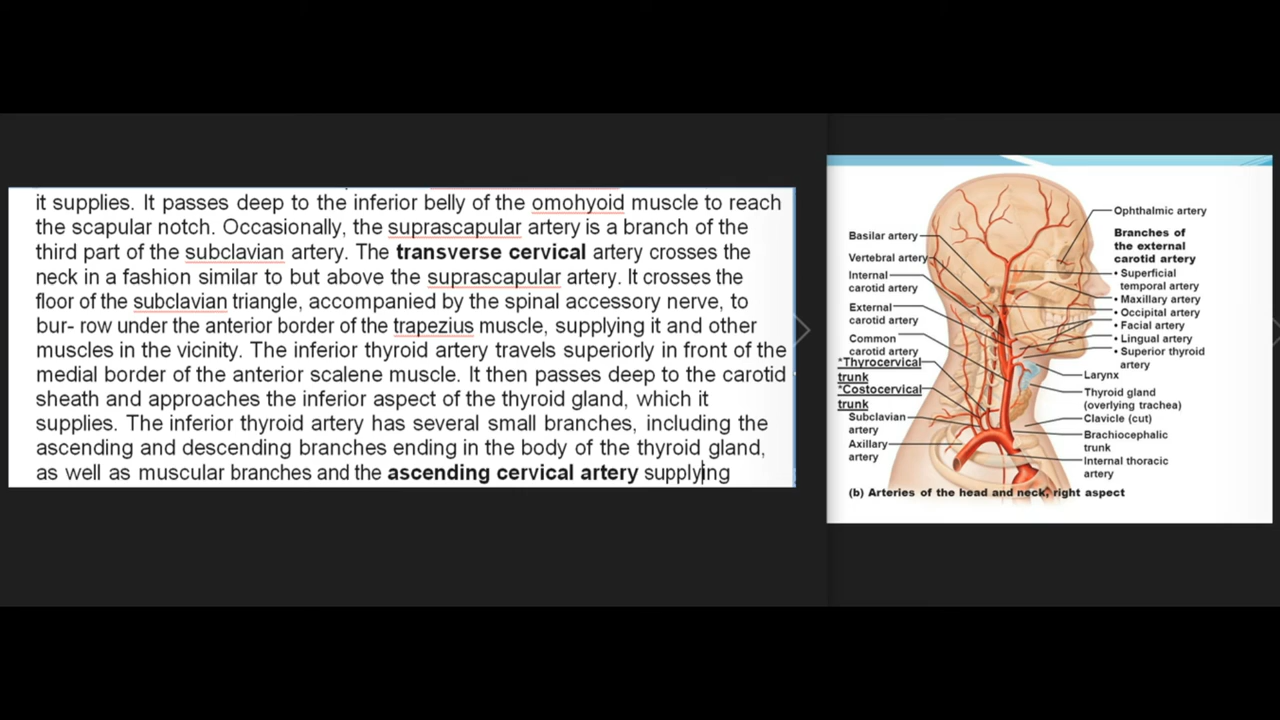 it supplies. It passes deep to the inferior belly of the omohyoid muscle to reach
the scapular notch. Occasionally, the suprascapular artery is a branch of the
third part of the subclavian artery. The transverse cervical artery crosses the
neck in a fashion similar to but above the suprascapular artery. It crosses the
floor of the subclavian triangle, accompanied by the spinal accessory nerve, to
bur- row under the anterior border of the trapezius muscle, supplying it and other
muscles in the vicinity. The inferior thyroid artery travels superiorly in front of the
medial border of the anterior scalene muscle. It then passes deep to the carotid
sheath and approaches the inferior aspect of the thyroid gland, which it
supplies. The inferior thyroid artery has several small branches, including the
ascending and descending branches ending in the body of the thyroid gland,
as well as muscular branches and the ascending cervical artery supplying
Basilar artery
Vertebral artery
Internal
carotid artery
External
carotid artery
Common
carotid artery
*Thyrocervical
trunk
*Costocervical
trunk
Subclavian
artery
Axillary
artery
Ophthalmic artery
Branches of
the external
carotid artery
• Superficial
temporal artery
• Maxillary artery
• Occipital artery
• Facial artery
• Lingual artery
• Superior thyroid
artery
Larynx
Thyroid gland
(overlying trachea)
Clavicle (cut)
Brachiocephalic
trunk
Internal thoracic
artery
(b) Arteries of the head and neck, right aspect